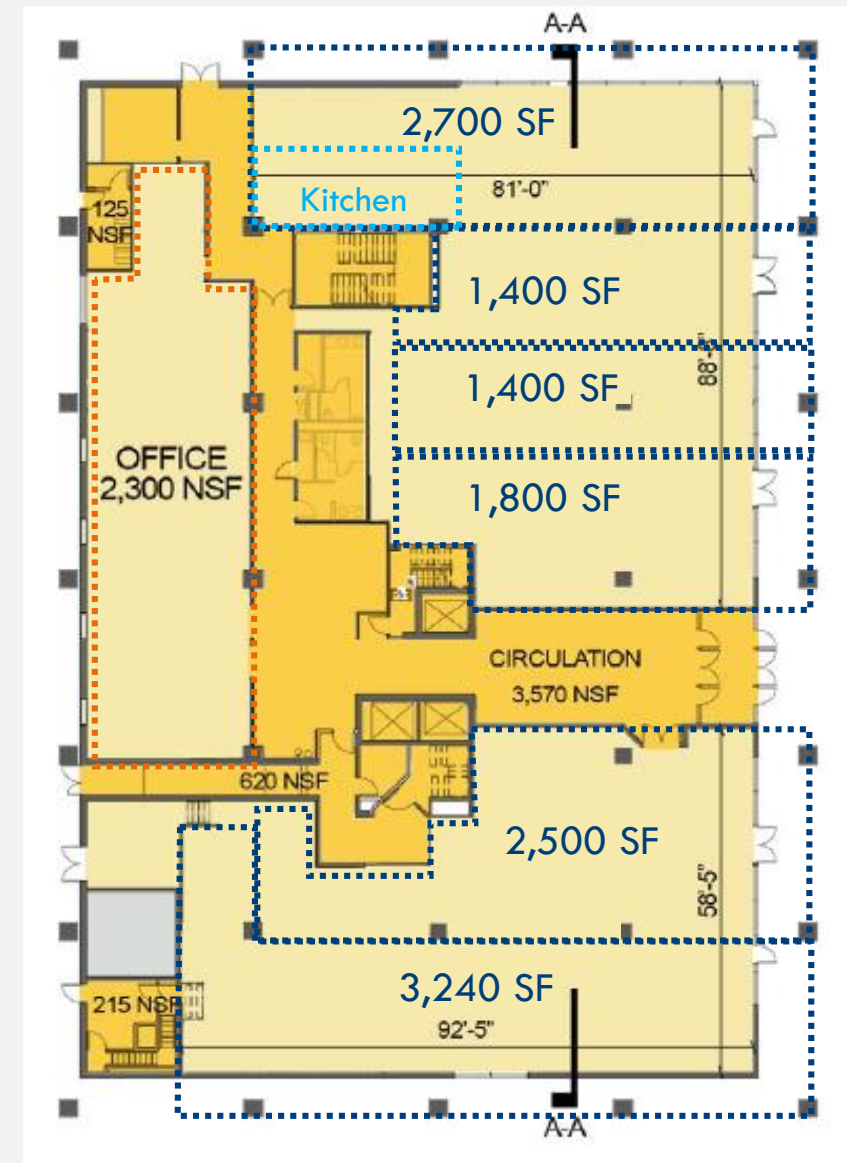 A-A
2,700 SF
81'-0"
Kitchen
125
NSF
1,400 SF
88'-
1,400 SF
OFFICE
2,300 NSF
1,800 SF
CIRCULATION
3,570 NSF
620 NSF
2,500 SF
58'-5"
3,240 SF
215 NSF
92'-5"
A-A